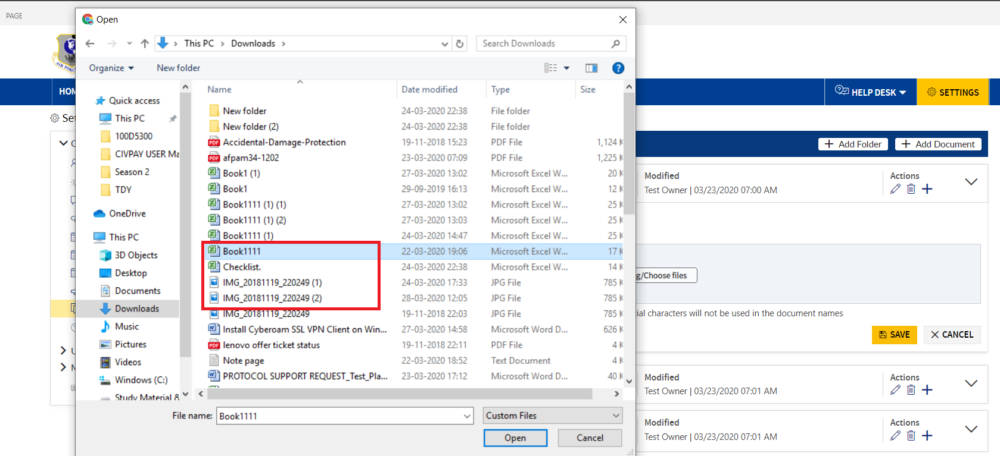 PAGE
Open
This PC > Downloads >
Search Downloads
Organize
New folder
AIR FORC
HOM
HELP DESK
SETTINGS
Name
Date modified
Type
Size
Quick access
This PC
100D5300
CIVPAY USER Ma
Season 2
TDY
OneDrive
This PC
3D Objects
Desktop
Documents
Downloads
Music
Pictures
Videos
Windows (C:)
Study Material &
New folder 24-03-2020 22:38 File folder
New folder (2) 24-03-2020 22:38 File folder
Accidental-Damage-Protection 19-11-2018 15:23 PDF File 1,124 K
afpam34-1202 23-03-2020 07:09 PDF File 1,225 K
Book1 (1) 27-03-2020 13:02 Microsoft Excel W... 20 K
Book1 29-09-2019 16:13 Microsoft Excel W... 12 K
Book1111 (1) (1) 27-03-2020 13:02 Microsoft Excel W... 25 K
Book1111 (1) (2) 27-03-2020 13:03 Microsoft Excel W... 25 K
Book1111 (1) 24-03-2020 14:47 Microsoft Excel W... 25 K
Book1111 22-03-2020 19:06 Microsoft Excel W... 17 K
Checklist. 24-03-2020 22:38 Microsoft Excel W... 14 K
IMG_20181119_220249 (1) 24-03-2020 17:33 JPG File 785 K
IMG_20181119_220249 (2) 28-03-2020 12:05 JPG File 785 K
IMG_20181119_220249 19-11-2018 22:03 JPG File 785 K
Install Cyberoam SSL VPN Client on Win... 27-03-2020 14:58 Microsoft Word D... 626 K
lenovo offer ticket status 19-11-2018 22:11 PDF File 4 K
Note page 22-03-2020 18:52 Text Document 4 K
PROTOCOL SUPPORT REQUEST_Test_Pla... 23-03-2020 17:12 Microsoft Word D... 40 K
File name: Book1111
Custom Files
Open
Cancel
Set
Add Folder
Add Document
Modified
Test Owner | 03/23/2020 07:00 AM
Actions
g/Choose files
cial characters will not be used in the document names
SAVE
CANCEL
Modified
Test Owner | 03/23/2020 07:01 AM
Actions
Modified
Test Owner | 03/23/2020 07:01 AM
Actions